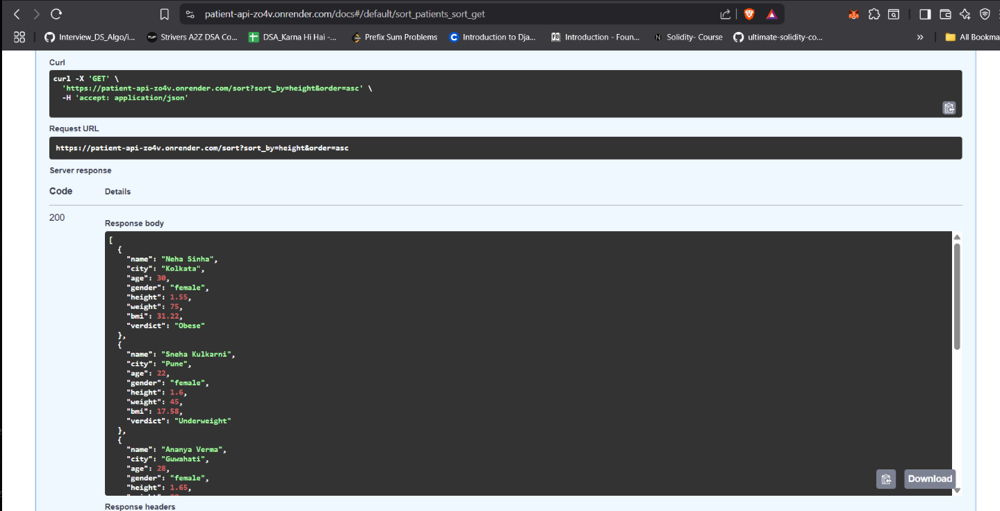 patient-api-zo4v.onrender.com/docs#/default/sort_patients_sort_get
Interview_DS_Algo/i...
Strivers A2Z DSA Co...
DSA_Karna Hi Hai -...
Prefix Sum Problems
Introduction to Dja...
Introduction - Foun...
Solidity- Course
ultimate-solidity-co...
»
All Bookma
Curl
curl -X 'GET' \
'https://patient-api-zo4v.onrender.com/sort?sort_by=height&order=asc' \
-H 'accept: application/json'
Request URL
https://patient-api-zo4v.onrender.com/sort?sort_by=height&order=asc
Server response
Code Details
200
Response body
[
{
"name": "Neha Sinha",
"city": "Kolkata",
"age": 30,
"gender": "female",
"height": 1.55,
"weight": 75,
"bmi": 31.22,
"verdict": "Obese"
},
{
"name": "Sneha Kulkarni",
"city": "Pune",
"age": 22,
"gender": "female",
"height": 1.6,
"weight": 45,
"bmi": 17.58,
"verdict": "Underweight"
},
{
"name": "Ananya Verma",
"city": "Guwahati",
"age": 28,
"gender": "female",
"height": 1.65,
Download
Response headers